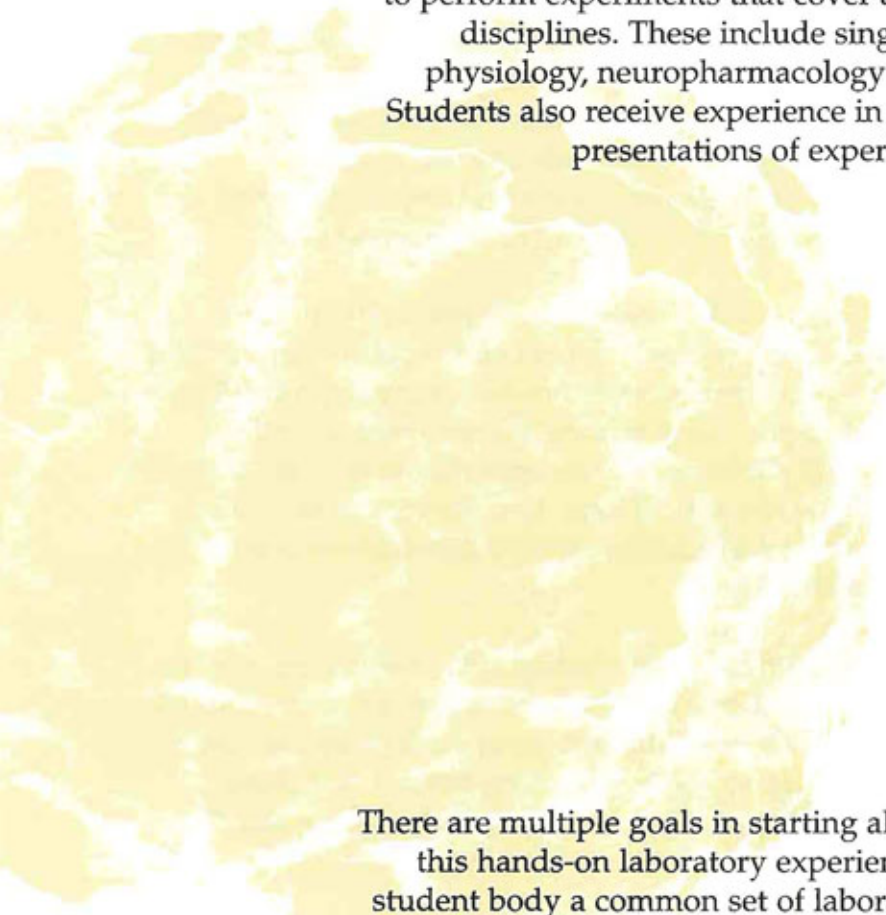 to perform experiments that cover
disciplines. These include
physiology, neuropharmacology
Students also receive experience in
presentations of
There are multiple goals in starting
this hands-on laboratory
student body a common set of